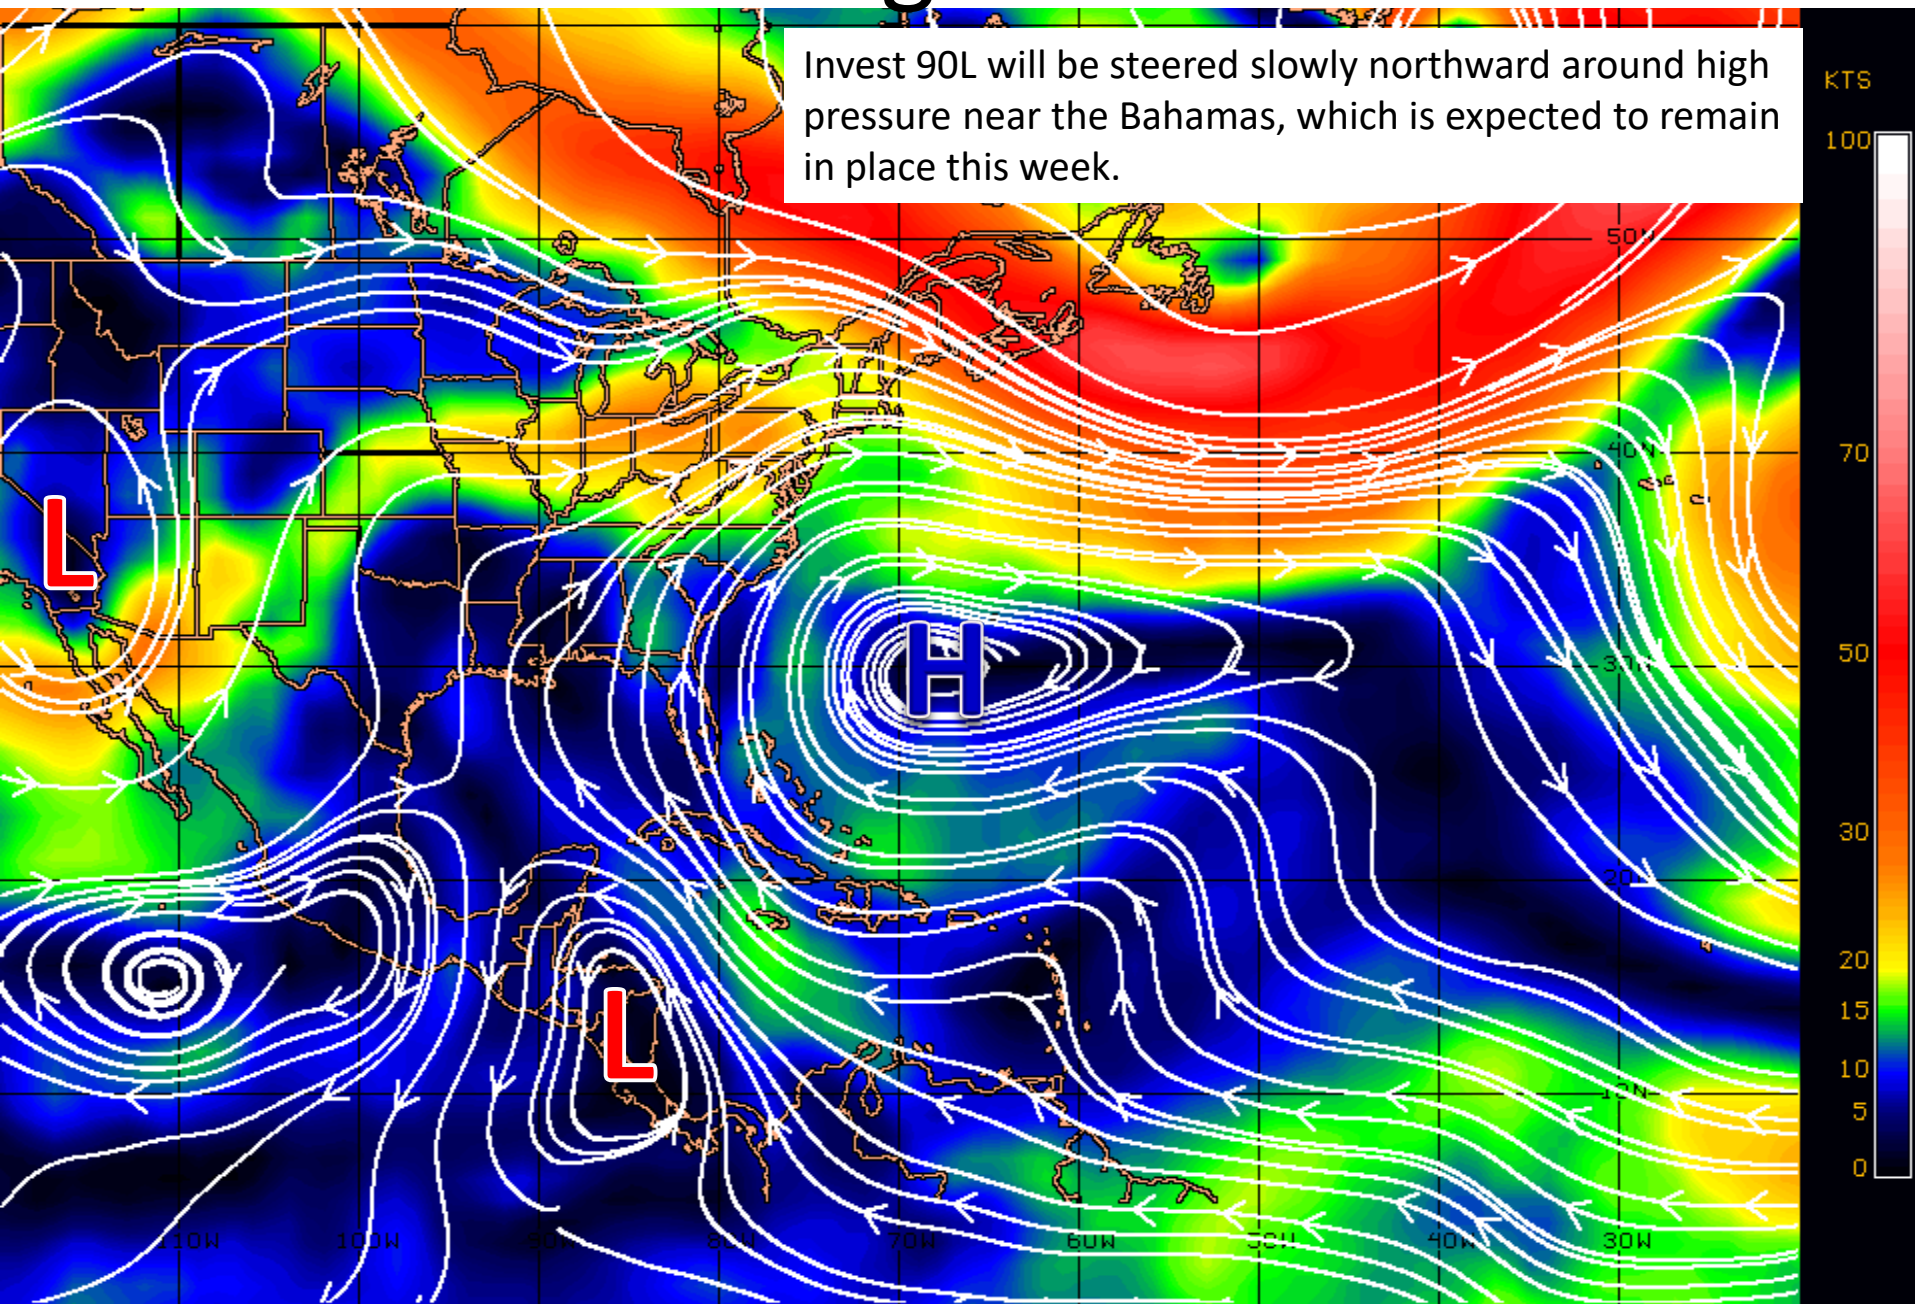 Invest 90L will be steered slowly northward around high
pressure near the Bahamas, which is expected to remain
in place this week.
KTS
100
70
50
30
20
15
10
5
0
50N
40N
30N
20
10N
L
H
L
110W
100W
80W
70W
60W
50W
40W
30W